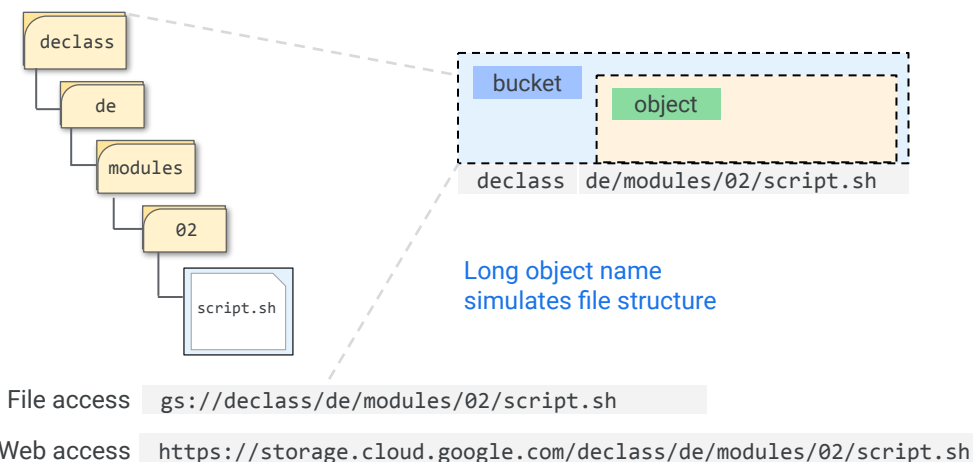 declass
de
modules
02
script.sh
bucket
object
declass de/modules/02/script.sh
Long object name
simulates file structure
File access gs://declass/de/modules/02/script.sh
Web access https://storage.cloud.google.com/declass/de/modules/02/script.sh